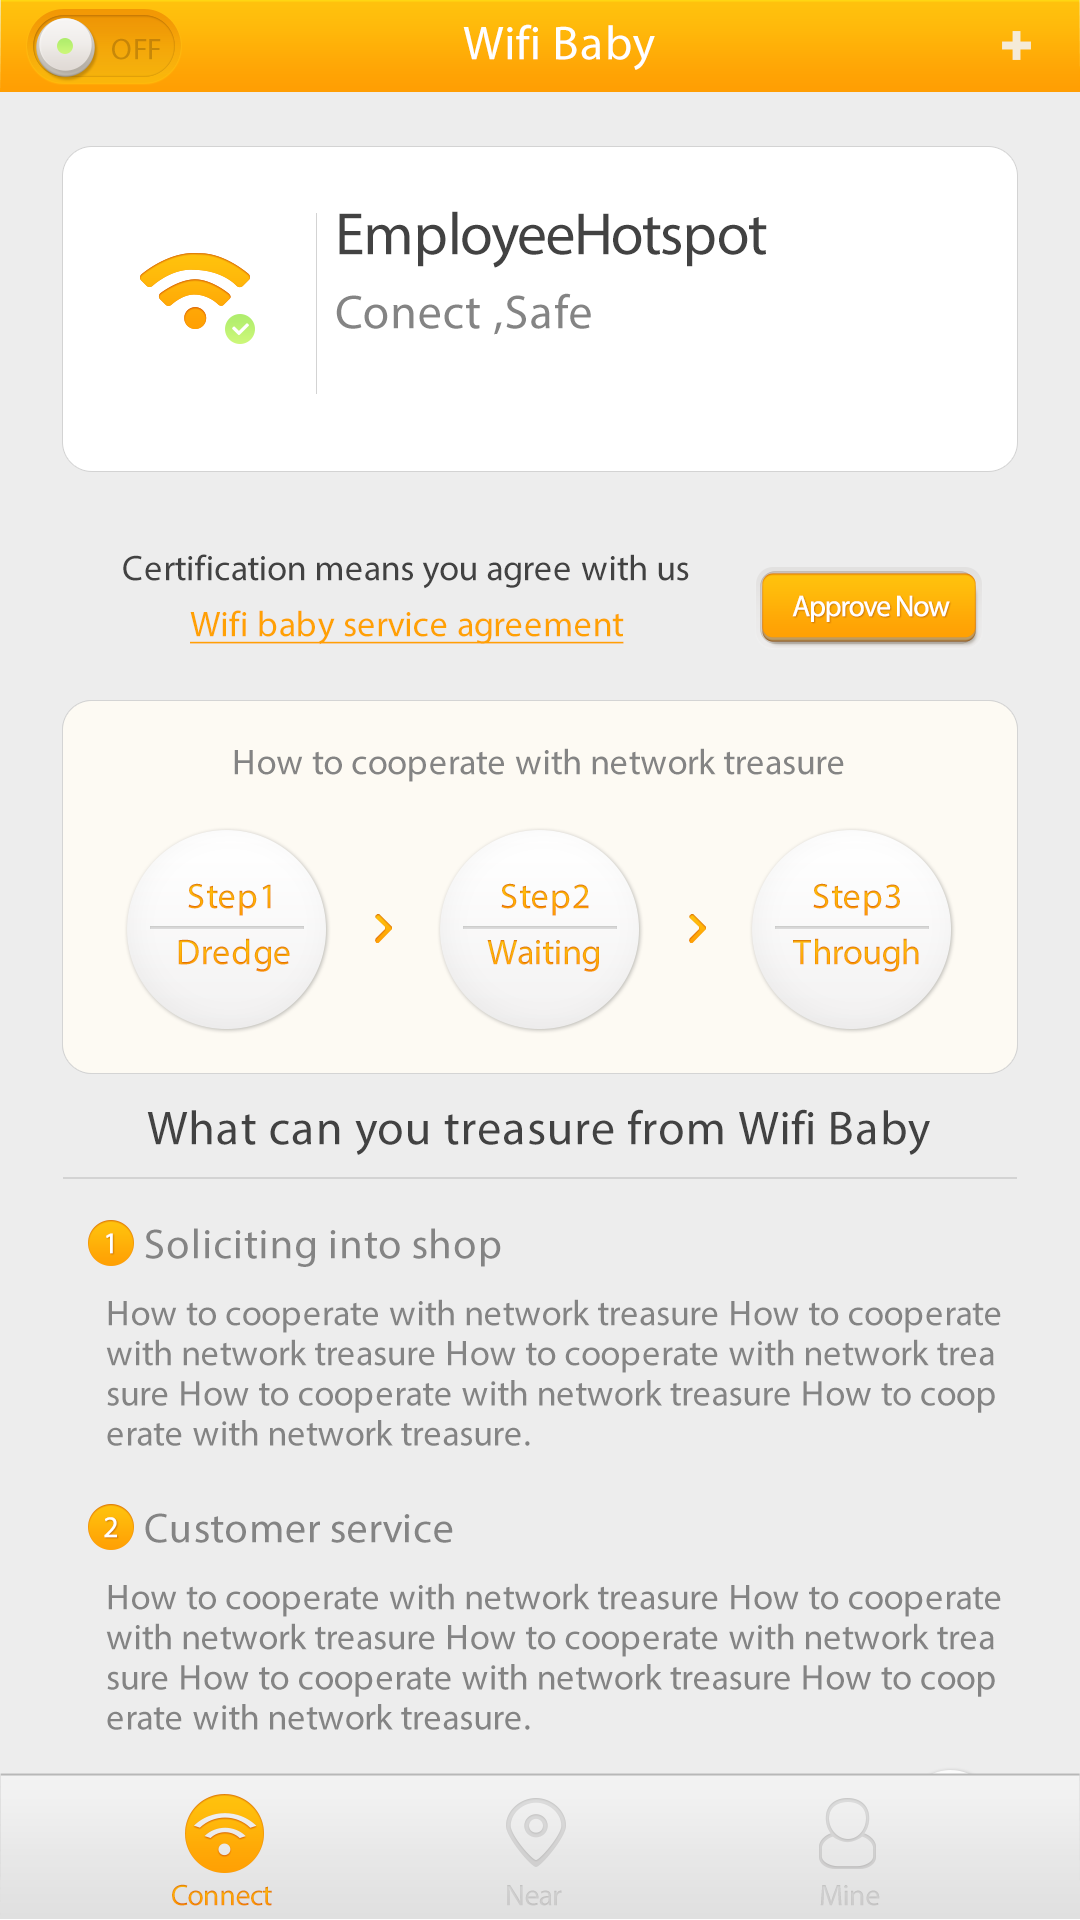 OFF
Wifi Baby
EmployeeHotspot
Conect ,Safe
Certification means you agree with us
Wifi baby service agreement
Approve Now
How to cooperate with network treasure
Step1
Dredge
Step2
Waiting
Step3
Through
What can you treasure from Wifi Baby
1 Soliciting into shop
How to cooperate with network treasure How to cooperate
with network treasure How to cooperate with network trea
sure How to cooperate with network treasure How to coop
erate with network treasure.
2 Customer service
How to cooperate with network treasure How to cooperate
with network treasure How to cooperate with network trea
sure How to cooperate with network treasure How to coop
erate with network treasure.
Connect
Near
Mine